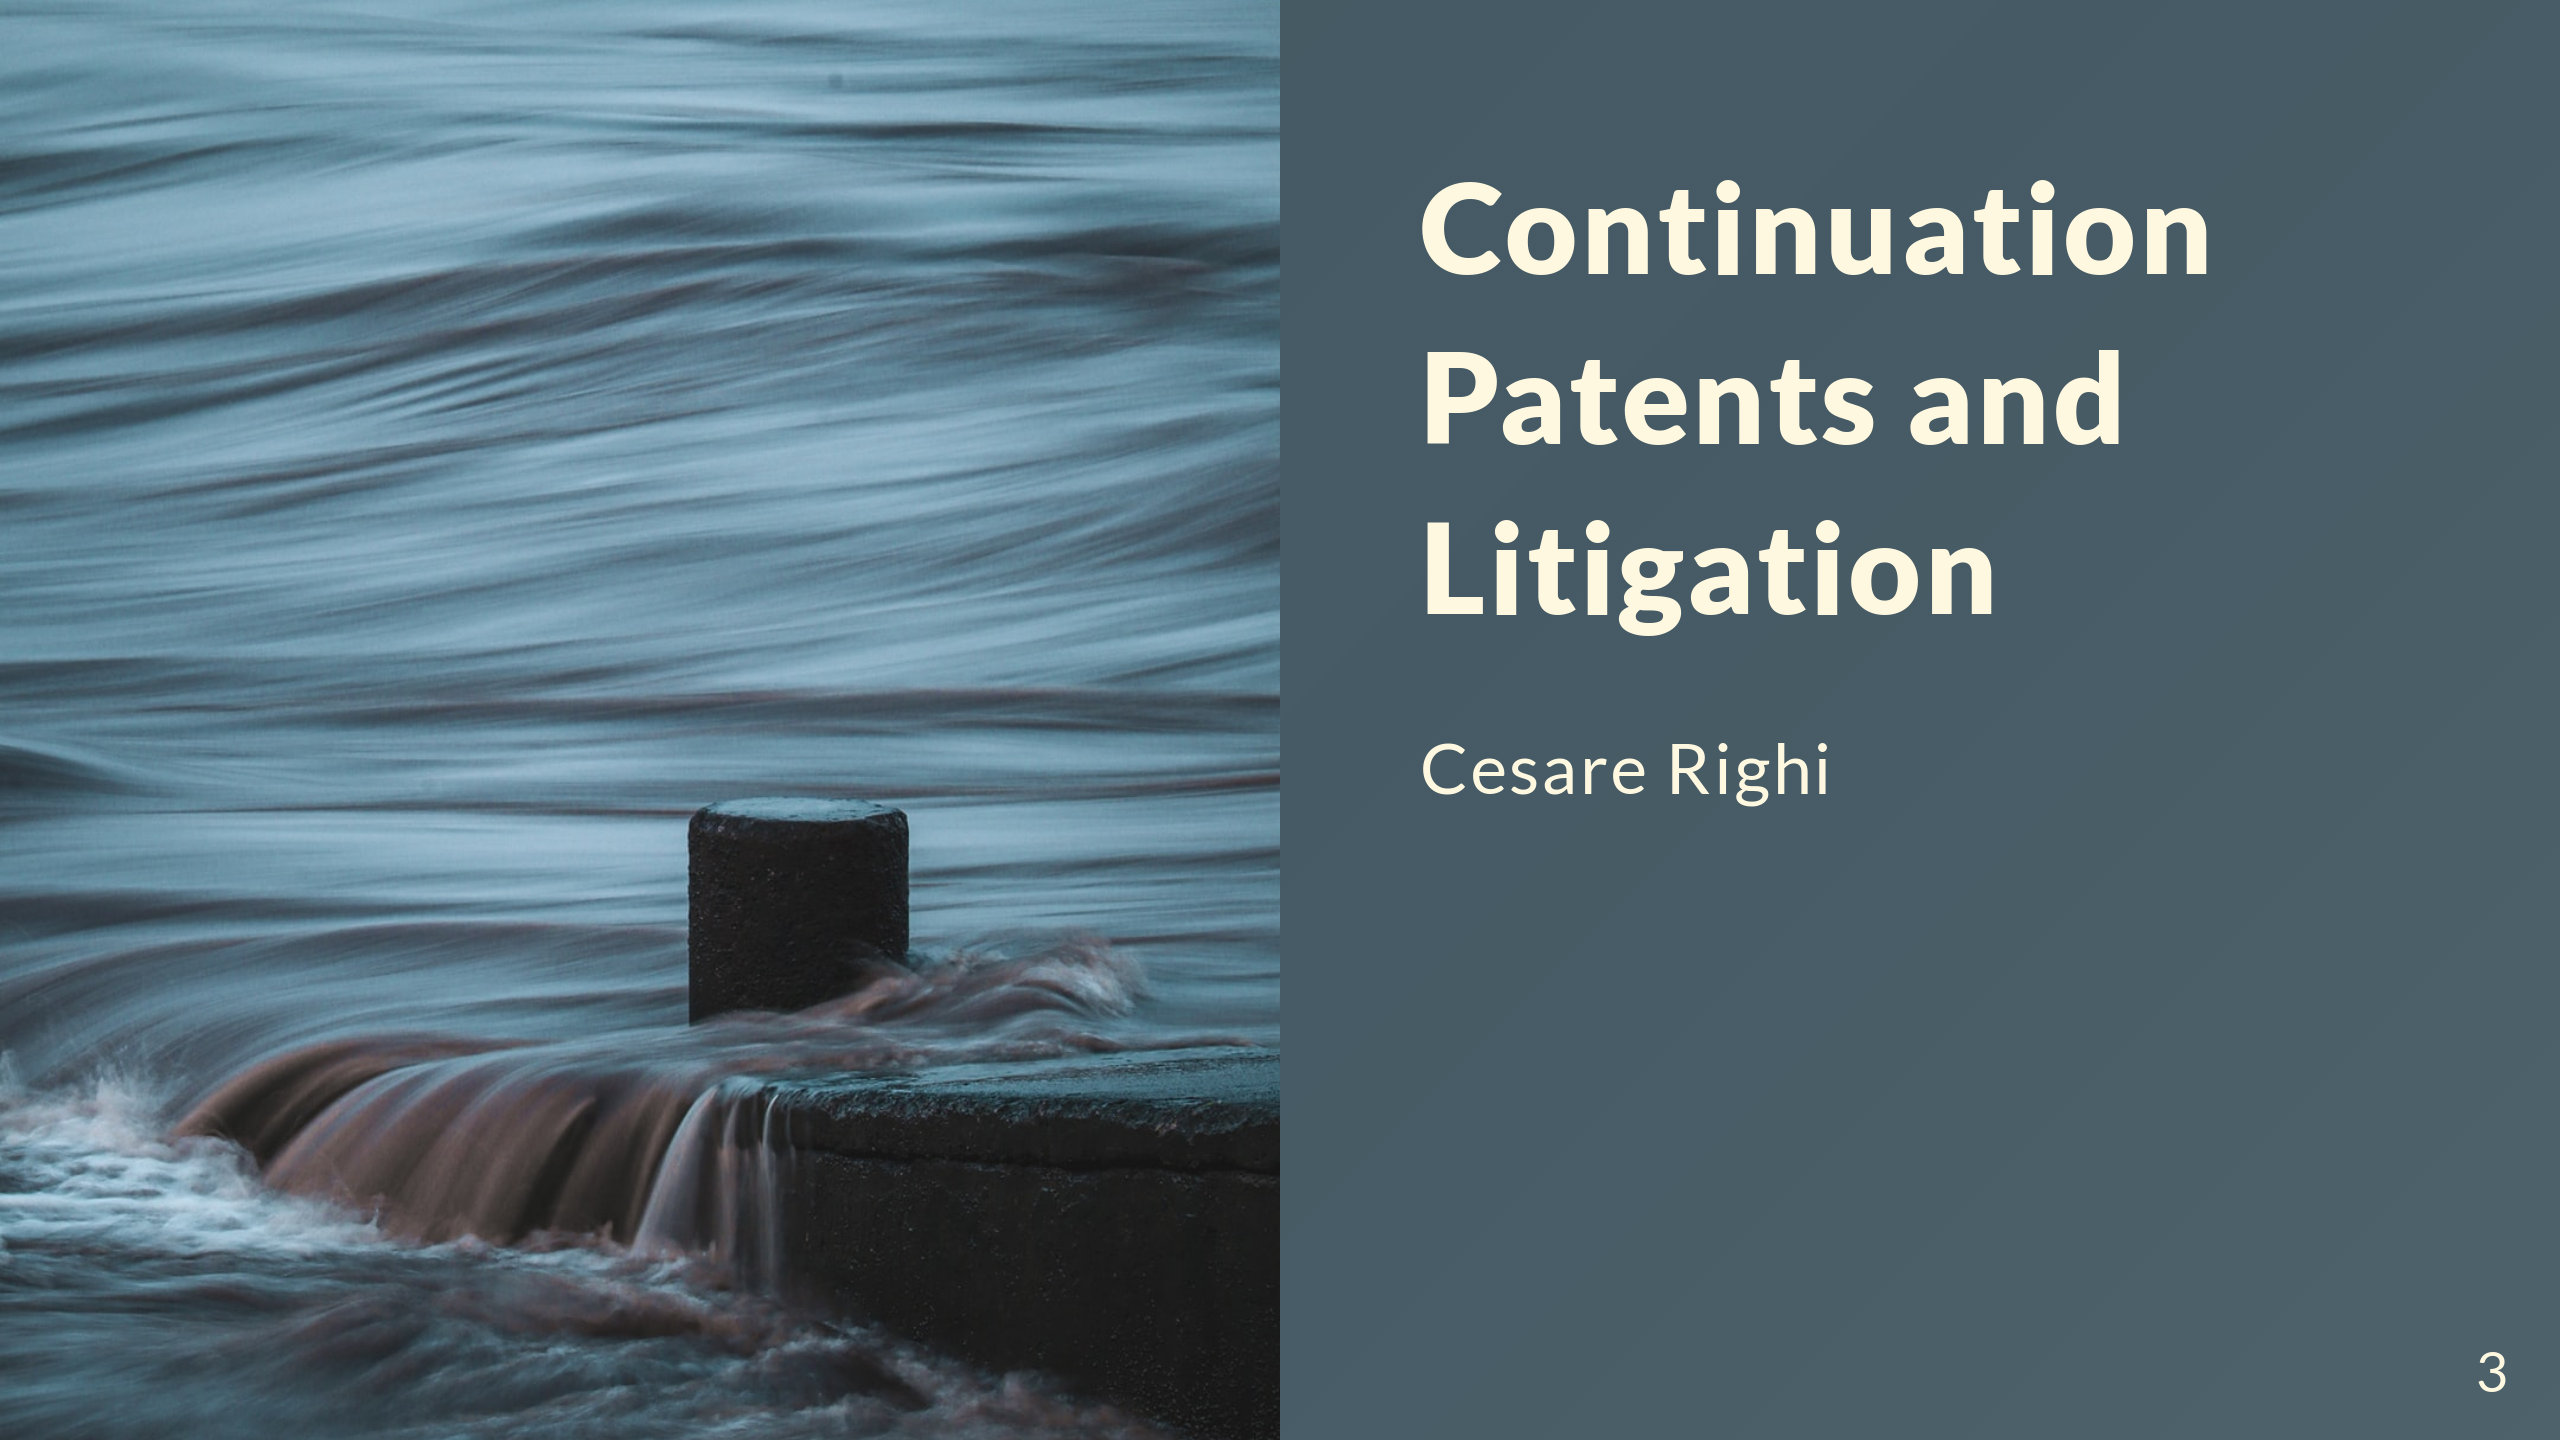 Continuation
Patents and
Litigation
Cesare Righi
3